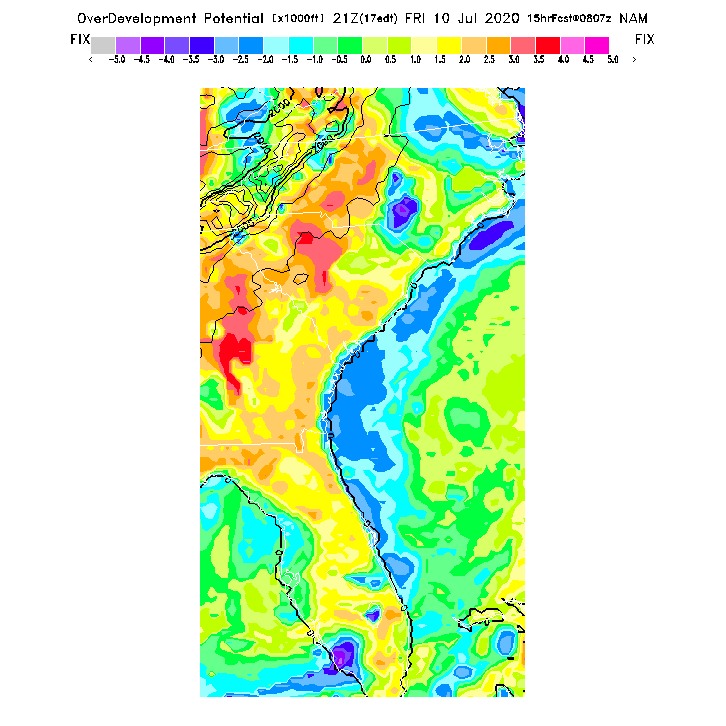 OverDevelopment Potential [x1000ft] 21Z(17edt) FRI 10 Jul 2020 15hrFcst@0807z NAM
FIX FIX
< -5.0 -4.5 -4.0 -3.5 -3.0 -2.5 -2.0 -1.5 -1.0 -0.5 0.0 0.5 1.0 1.5 2.0 2.5 3.0 3.5 4.0 4.5 5.0 >
2000